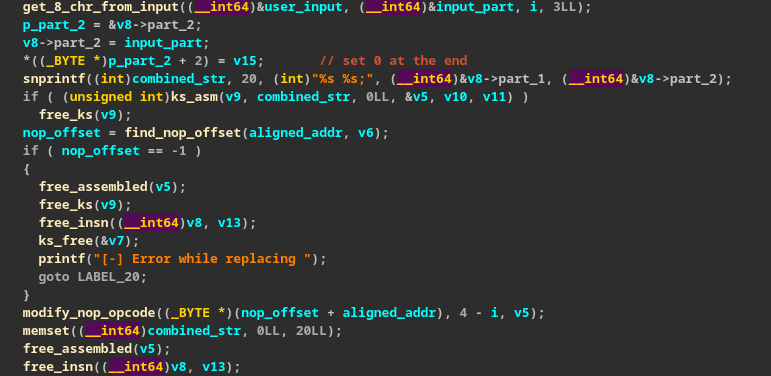 get_8_chr_from_input((__int64)&user_input, (__int64)&input_part, i, 3LL);
p_part_2 = &v8->part_2;
v8->part_2 = input_part;
*((_BYTE *)p_part_2 + 2) = v15;        // set 0 at the end
snprintf((int)combined_str, 20, (int)"%s %s;", (__int64)&v8->part_1, (__int64)&v8->part_2);
if ( (unsigned int)ks_asm(v9, combined_str, 0LL, &v5, v10, v11) )
  free_ks(v9);
nop_offset = find_nop_offset(aligned_addr, v6);
if ( nop_offset == -1 )
{
  free_assembled(v5);
  free_ks(v9);
  free_insn((__int64)v8, v13);
  ks_free(&v7);
  printf("[-] Error while replacing ");
  goto LABEL_20;
}
modify_nop_opcode((_BYTE *)(nop_offset + aligned_addr), 4 - i, v5);
memset((__int64)combined_str, 0LL, 20LL);
free_assembled(v5);
free_insn((__int64)v8, v13);